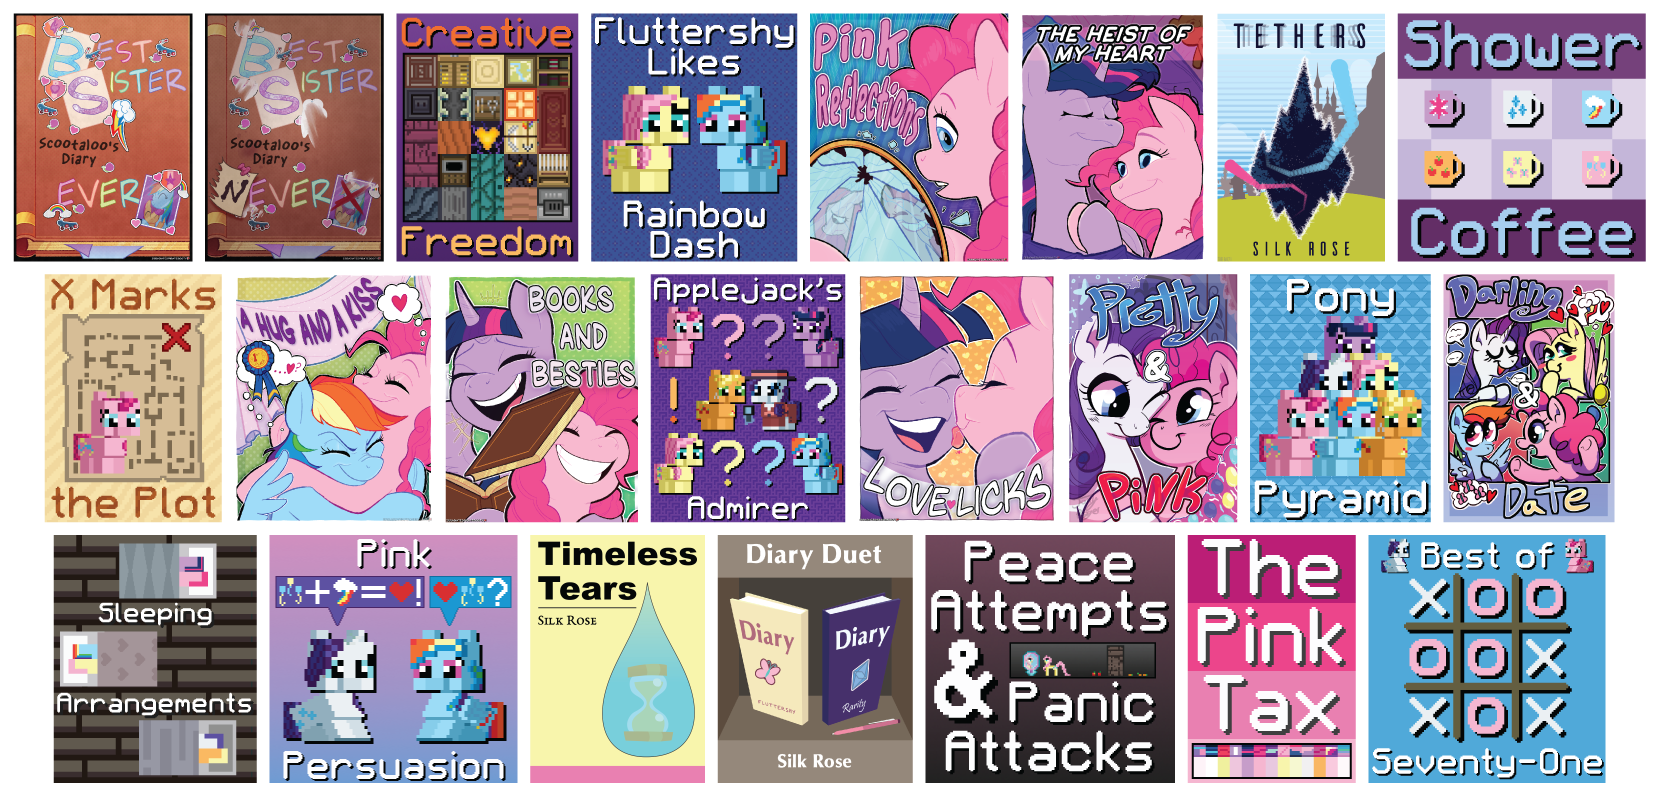 BEST
SISTER
Scootaloo's
Diary
EVER
BEST
SISTER
Scootaloo's
Diary
NEVER
Creative
Freedom
Fluttershy
Likes
Rainbow
Dash
Pink
Reflections
THE HEIST OF
MY HEART
TETHERS
SILK ROSE
Shower
Coffee
X Marks
X
the Plot
A HUG AND A KISS
1
BOOKS
AND
BESTIES
Applejack's
? ?
! ?
? ?
Admirer
LOVE LICKS
Pretty
&
PiNK
Pony
Pyramid
Darling
&
DATE
Sleeping
Arrangements
Pink
+ = !
?
Persuasion
Timeless
Tears
SILK ROSE
Diary Duet
Diary
FLUTTERSHY
Diary
Rarity
Silk Rose
Peace
Attempts
& Panic
Attacks
The
Pink
Tax
Best of
X O O
O O X
X O X
Seventy-One